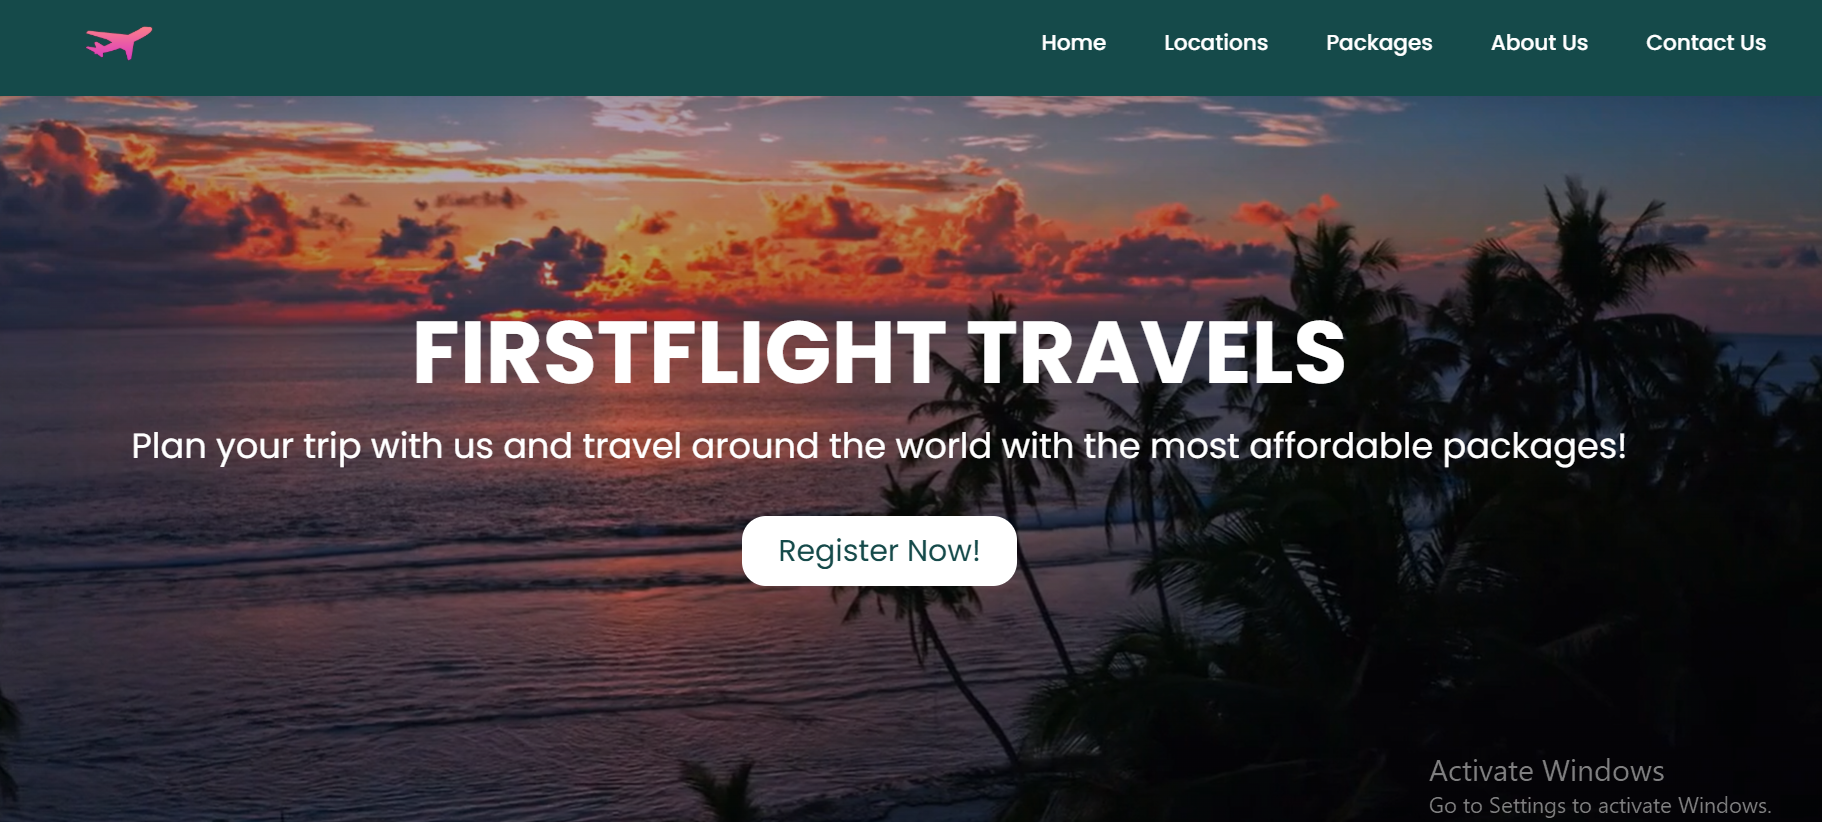 Home Locations Packages About Us Contact Us
FIRSTFLIGHT TRAVELS
Plan your trip with us and travel around the world with the most affordable packages!
Register Now!
Activate Windows
Go to Settings to activate Windows.